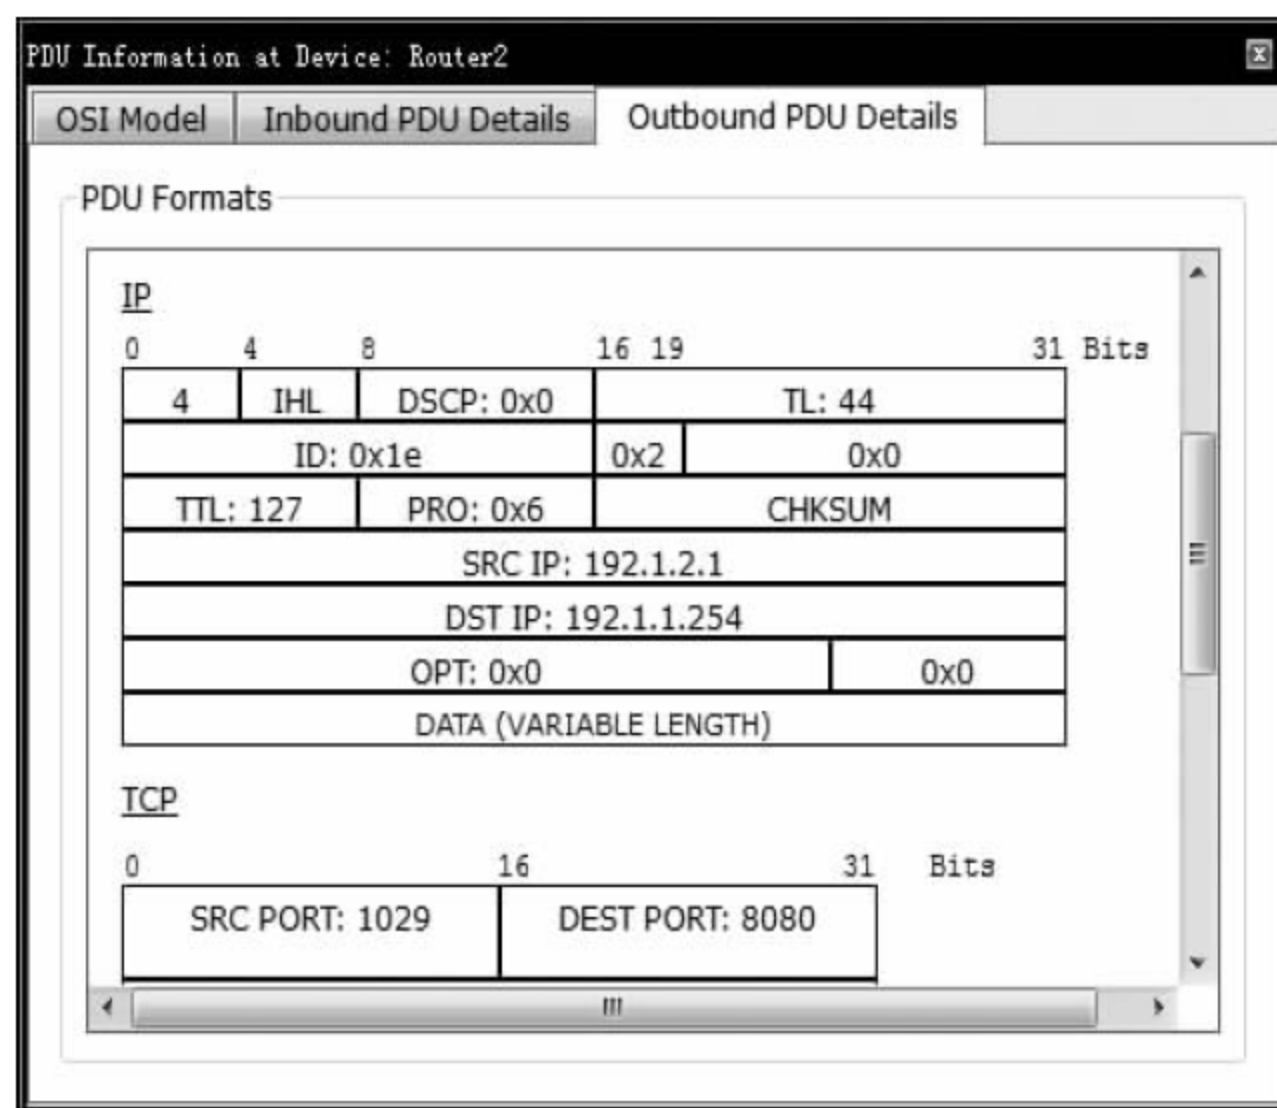 PDU Information at Device: Router2
OSI Model Inbound PDU Details Outbound PDU Details
PDU Formats
IP
0 4 8 16 19 31 Bits
4 IHL DSCP: 0x0 TL: 44
ID: 0x1e 0x2 0x0
TTL: 127 PRO: 0x6 CHKSUM
SRC IP: 192.1.2.1
DST IP: 192.1.1.254
OPT: 0x0 0x0
DATA (VARIABLE LENGTH)
TCP
0 16 31 Bits
SRC PORT: 1029 DEST PORT: 8080